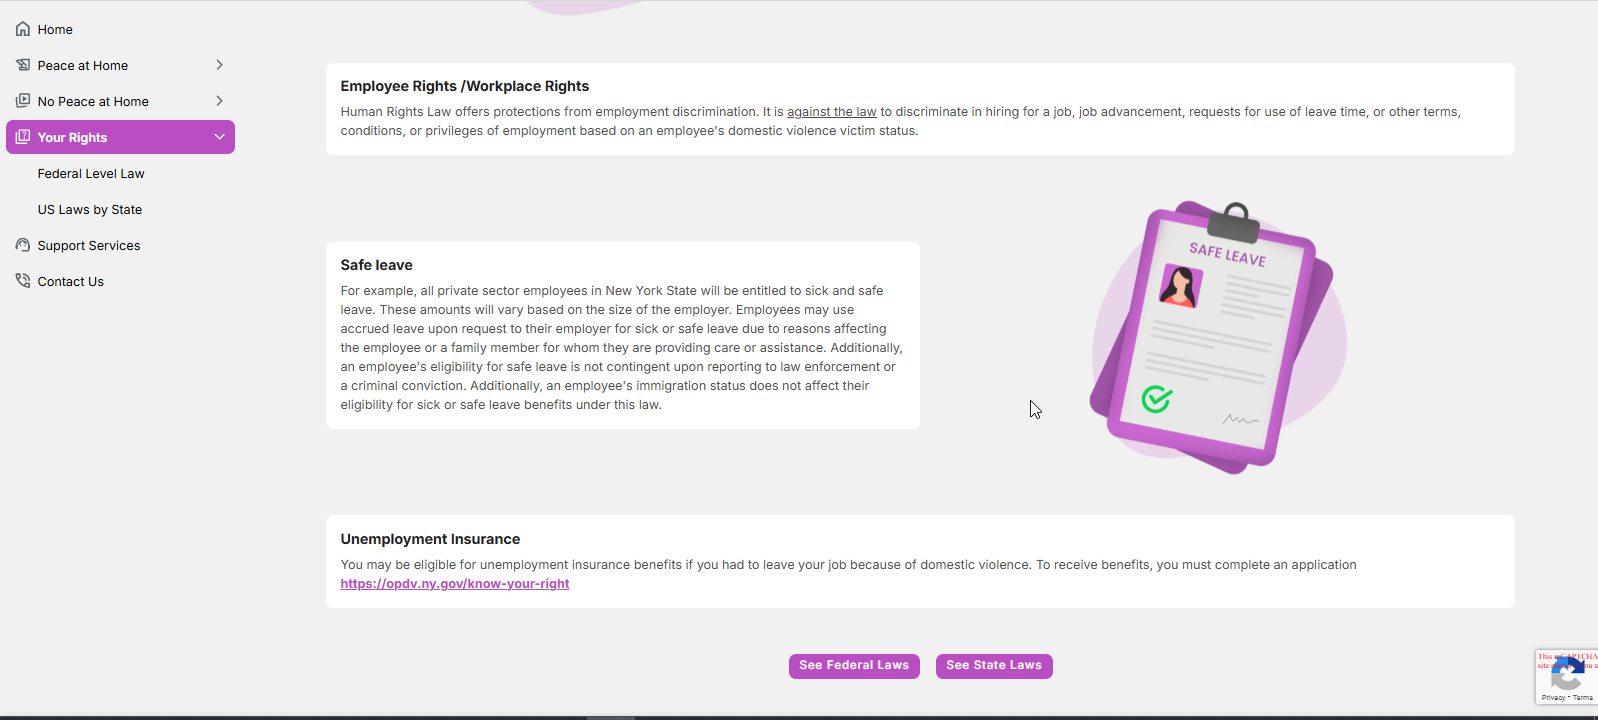 Home
Peace at Home
No Peace at Home
Your Rights
Federal Level Law
US Laws by State
Support Services
Contact Us
Employee Rights /Workplace Rights
Human Rights Law offers protections from employment discrimination. It is against the law to discriminate in hiring for a job, job advancement, requests for use of leave time, or other terms,
conditions, or privileges of employment based on an employee's domestic violence victim status.
Safe leave
For example, all private sector employees in New York State will be entitled to sick and safe
leave. These amounts will vary based on the size of the employer. Employees may use
accrued leave upon request to their employer for sick or safe leave due to reasons affecting
the employee or a family member for whom they are providing care or assistance. Additionally,
an employee's eligibility for safe leave is not contingent upon reporting to law enforcement or
a criminal conviction. Additionally, an employee's immigration status does not affect their
eligibility for sick or safe leave benefits under this law.
SAFE LEAVE
Unemployment Insurance
You may be eligible for unemployment insurance benefits if you had to leave your job because of domestic violence. To receive benefits, you must complete an application
https://opdv.ny.gov/know-your-right
See Federal Laws
See State Laws
This reCAPTCHA
site
Privacy - Terms